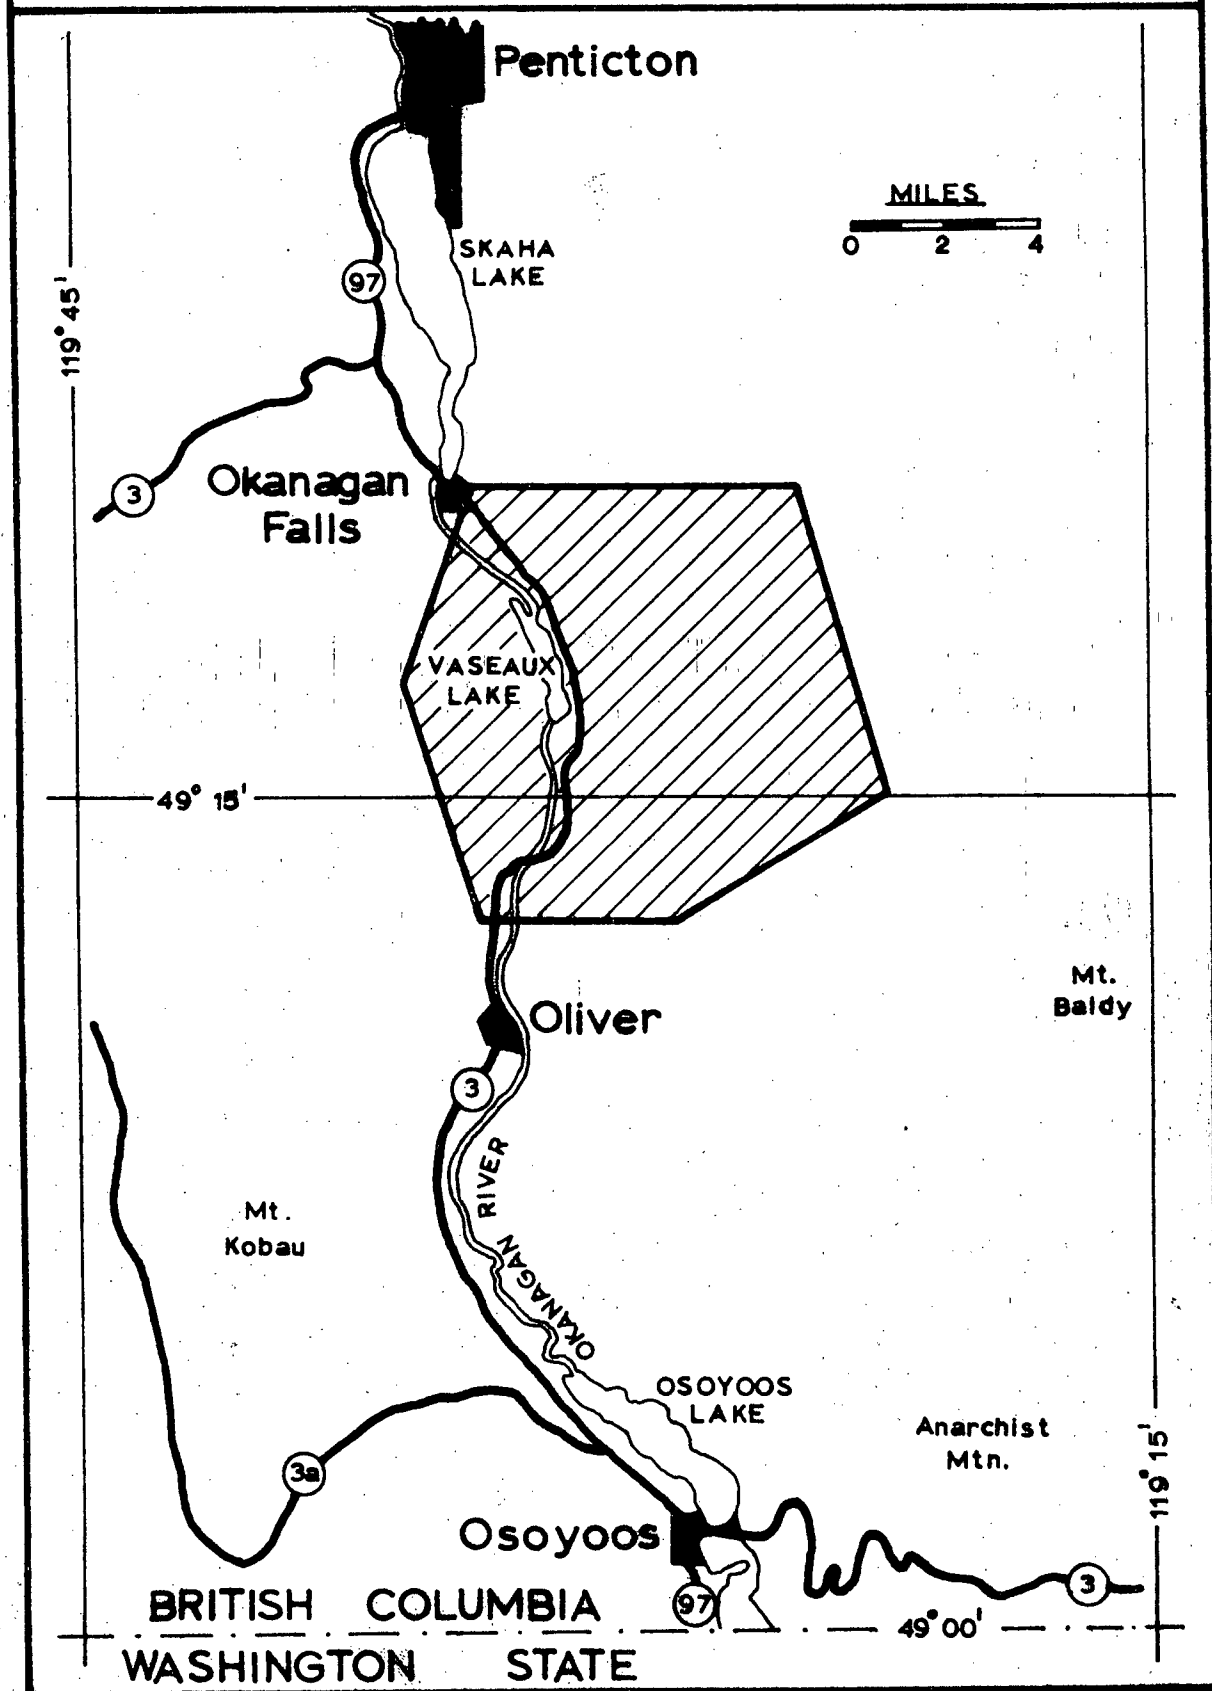 Penticton
MILES
0 2 4
SKAHA
LAKE
97
119° 45'
3
Okanagan
Falls
VASEAUX
LAKE
49° 15'
Mt.
Baldy
Oliver
3
RIVER
OKANAGAN
Mt.
Kobau
OSOYOOS
LAKE
Anarchist
Mtn.
119° 15'
3a
Osoyoos
3
97
BRITISH COLUMBIA
49° 00'
WASHINGTON STATE